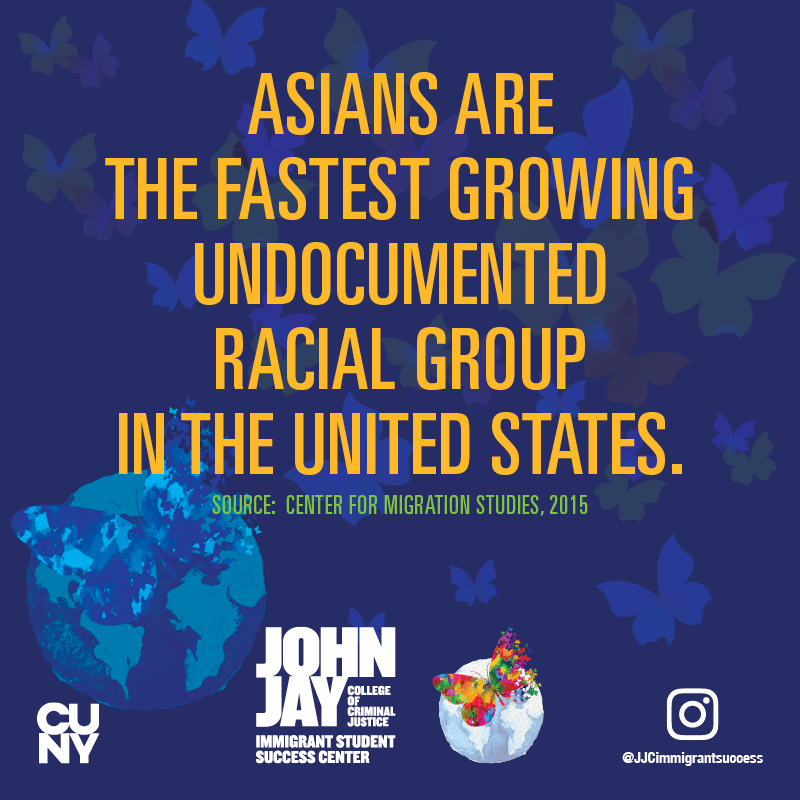 ASIANS ARE
THE FASTEST GROWING
UNDOCUMENTED
RACIAL GROUP
IN THE UNITED STATES.
SOURCE: CENTER FOR MIGRATION STUDIES, 2015
CU
NY
JOHN
JAY
COLLEGE
OF
CRIMINAL
JUSTICE
IMMIGRANT STUDENT
SUCCESS CENTER
@JJCimmigrantsuccess